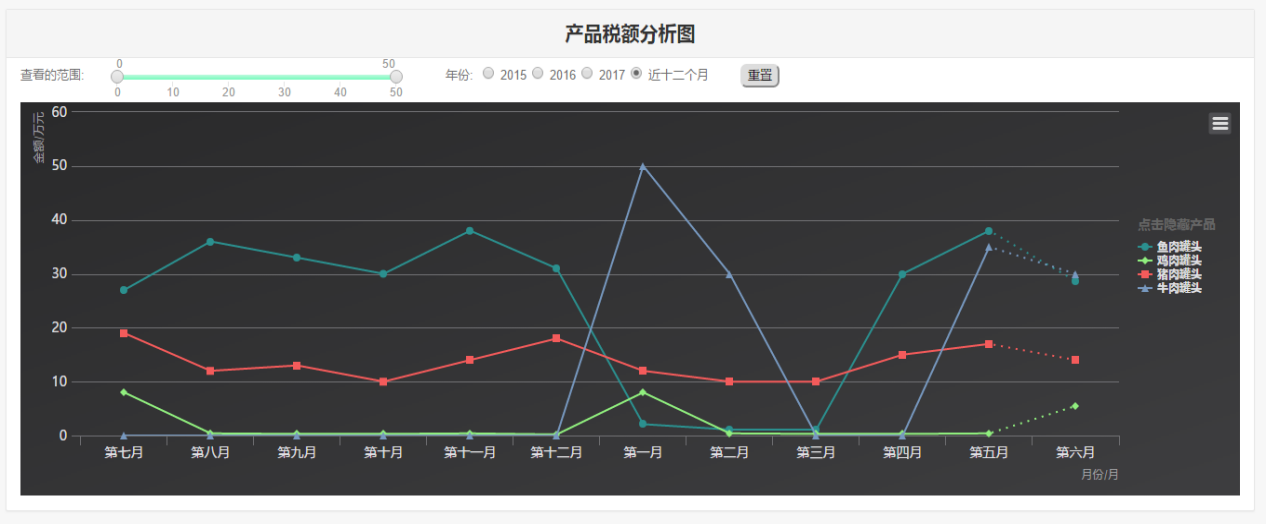 产品税额分析图
查看的范围:
0 50
0 10 20 30 40 50
年份: 2015 2016 2017 近十二个月 重置
金额/万元
60
50
40
30
20
10
0
点击隐藏产品
鱼肉罐头
鸡肉罐头
猪肉罐头
牛肉罐头
第七月 第八月 第九月 第十月 第十一月 第十二月 第一月 第二月 第三月 第四月 第五月 第六月
月份/月